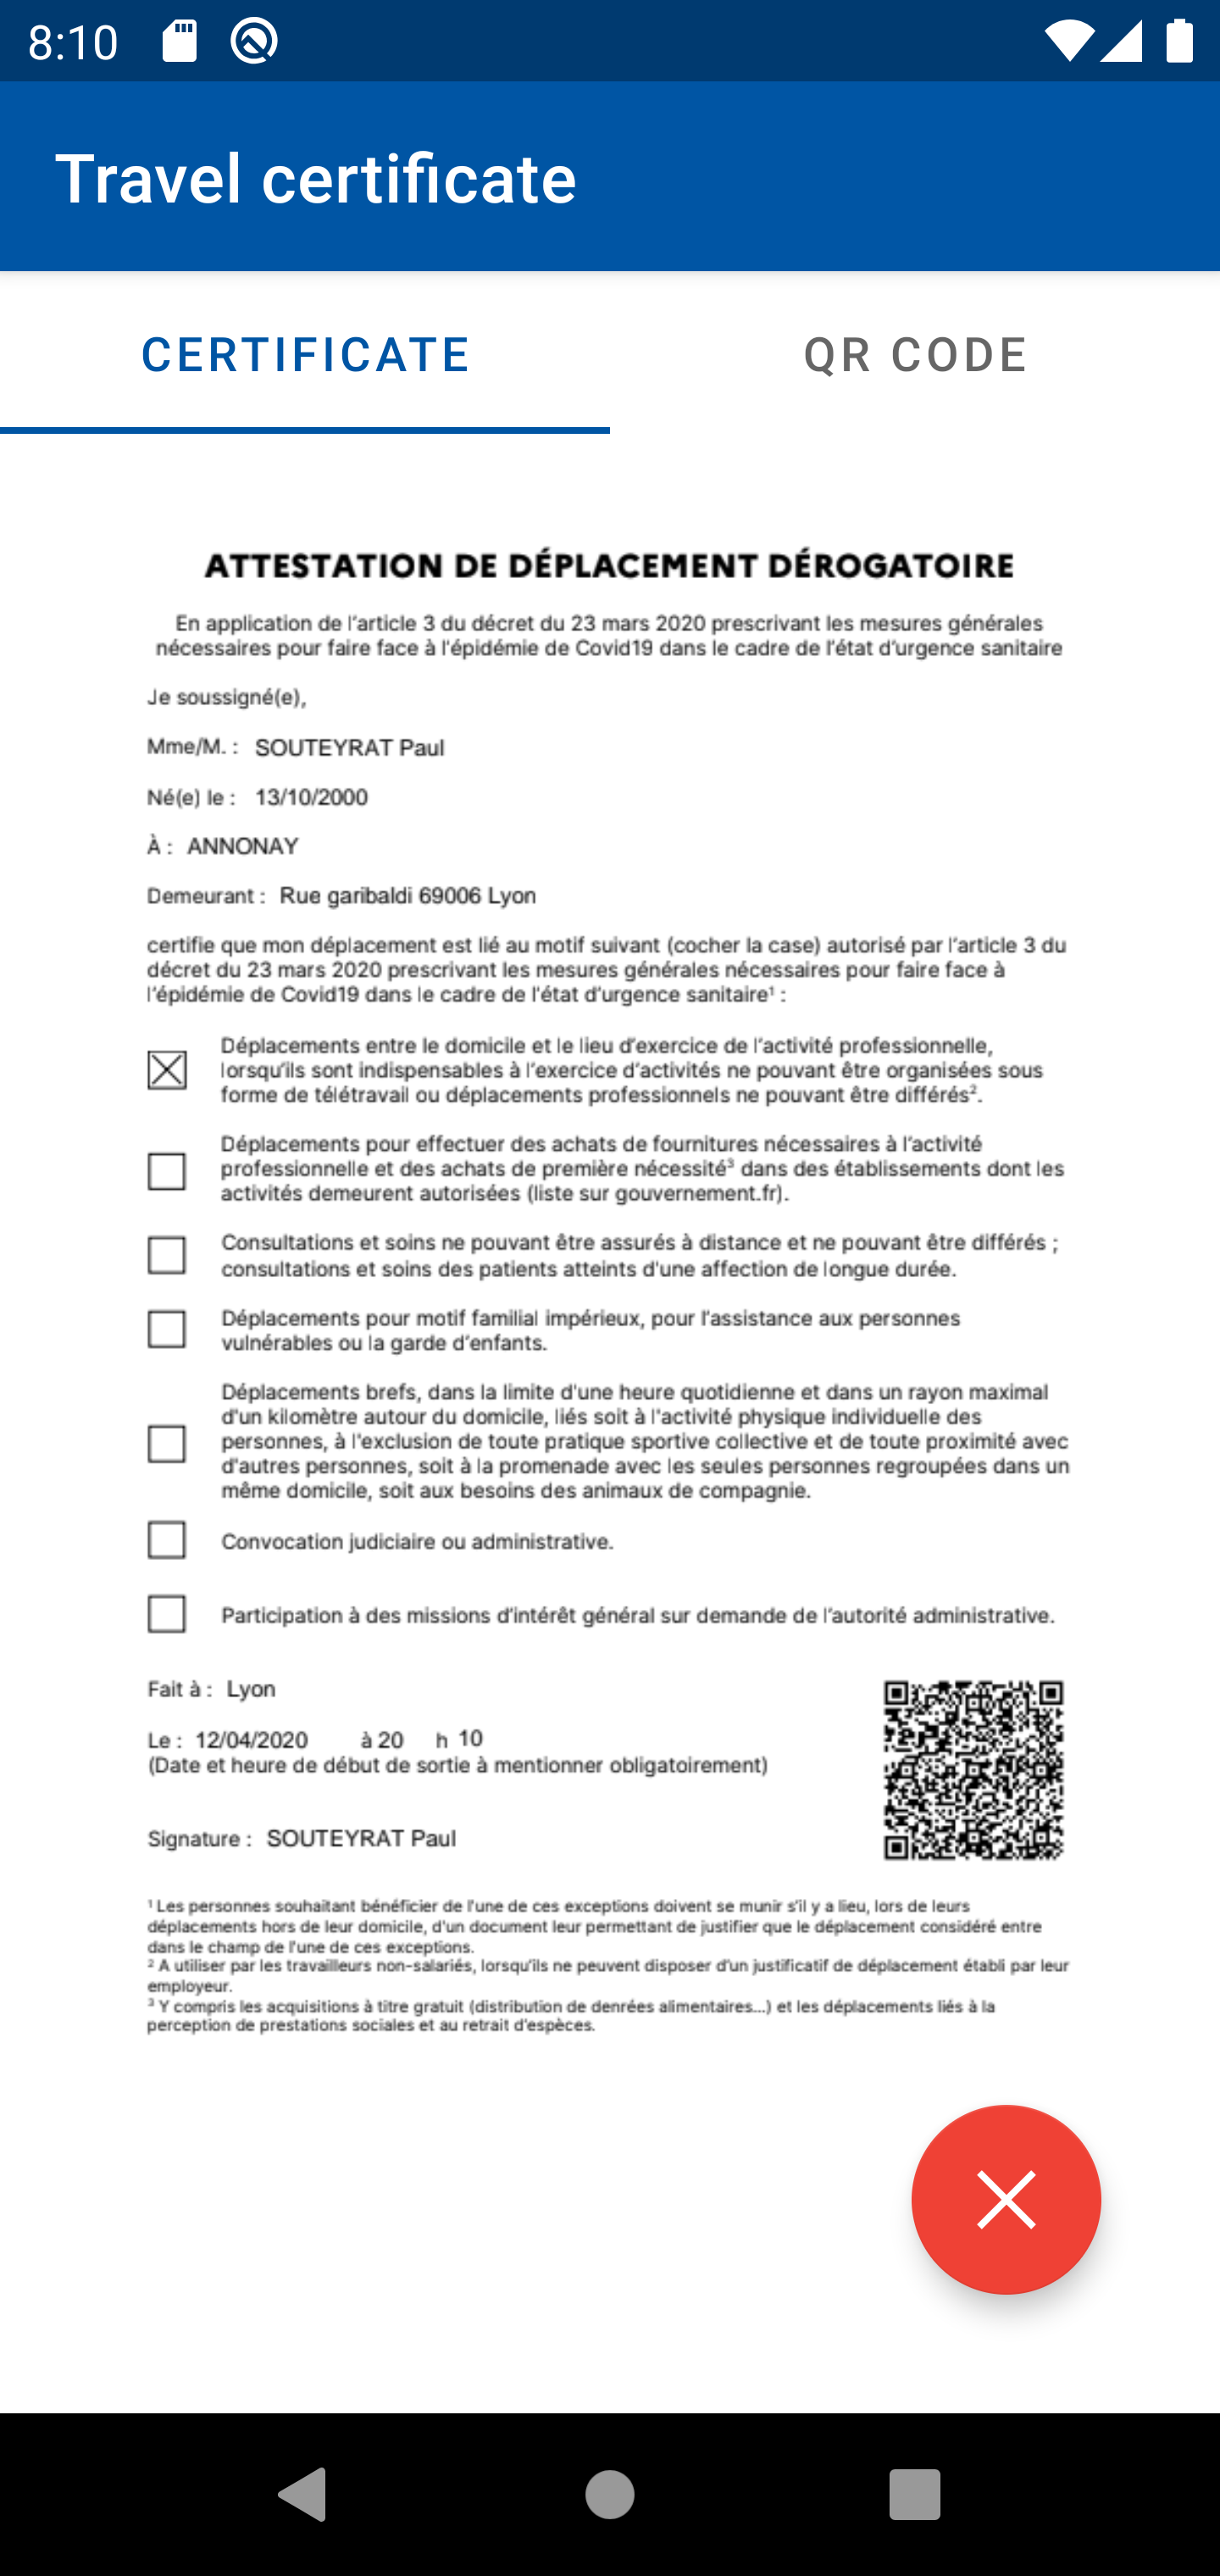 8:10
Travel certificate
CERTIFICATE
QR CODE
ATTESTATION DE DÉPLACEMENT DÉROGATOIRE
En application de l'article 3 du décret du 23 mars 2020 prescrivant les mesures générales
nécessaires pour faire face à l'épidémie de Covid19 dans le cadre de l'état d'urgence sanitaire
Je soussigné(e),
Mme/M. : SOUTEYRAT Paul
Né(e) le : 13/10/2000
À : ANNONAY
Demeurant : Rue garibaldi 69006 Lyon
certifie que mon déplacement est lié au motif suivant (cocher la case) autorisé par l'article 3 du
décret du 23 mars 2020 prescrivant les mesures générales nécessaires pour faire face à
l'épidémie de Covid19 dans le cadre de l'état d'urgence sanitaire¹ :
Déplacements entre le domicile et le lieu d'exercice de l'activité professionnelle,
lorsqu'ils sont indispensables à l'exercice d'activités ne pouvant être organisées sous
forme de télétravail ou déplacements professionnels ne pouvant être différés².
Déplacements pour effectuer des achats de fournitures nécessaires à l'activité
professionnelle et des achats de première nécessité³ dans des établissements dont les
activités demeurent autorisées (liste sur gouvernement.fr).
Consultations et soins ne pouvant être assurés à distance et ne pouvant être différés ;
consultations et soins des patients atteints d'une affection de longue durée.
Déplacements pour motif familial impérieux, pour l'assistance aux personnes
vulnérables ou la garde d'enfants.
Déplacements brefs, dans la limite d'une heure quotidienne et dans un rayon maximal
d'un kilomètre autour du domicile, liés soit à l'activité physique individuelle des
personnes, à l'exclusion de toute pratique sportive collective et de toute proximité avec
d'autres personnes, soit à la promenade avec les seules personnes regroupées dans un
même domicile, soit aux besoins des animaux de compagnie.
Convocation judiciaire ou administrative.
Participation à des missions d'intérêt général sur demande de l'autorité administrative.
Fait à : Lyon
Le : 12/04/2020 à 20 h 10
(Date et heure de début de sortie à mentionner obligatoirement)
Signature : SOUTEYRAT Paul
¹ Les personnes souhaitant bénéficier de l'une de ces exceptions doivent se munir s'il y a lieu, lors de leurs
déplacements hors de leur domicile, d'un document leur permettant de justifier que le déplacement considéré entre
dans le champ de l'une de ces exceptions.
² A utiliser par les travailleurs non-salariés, lorsqu'ils ne peuvent disposer d'un justificatif de déplacement établi par leur
employeur.
³ Y compris les acquisitions à titre gratuit (distribution de denrées alimentaires...) et les déplacements liés à la
perception de prestations sociales et au retrait d'espèces.